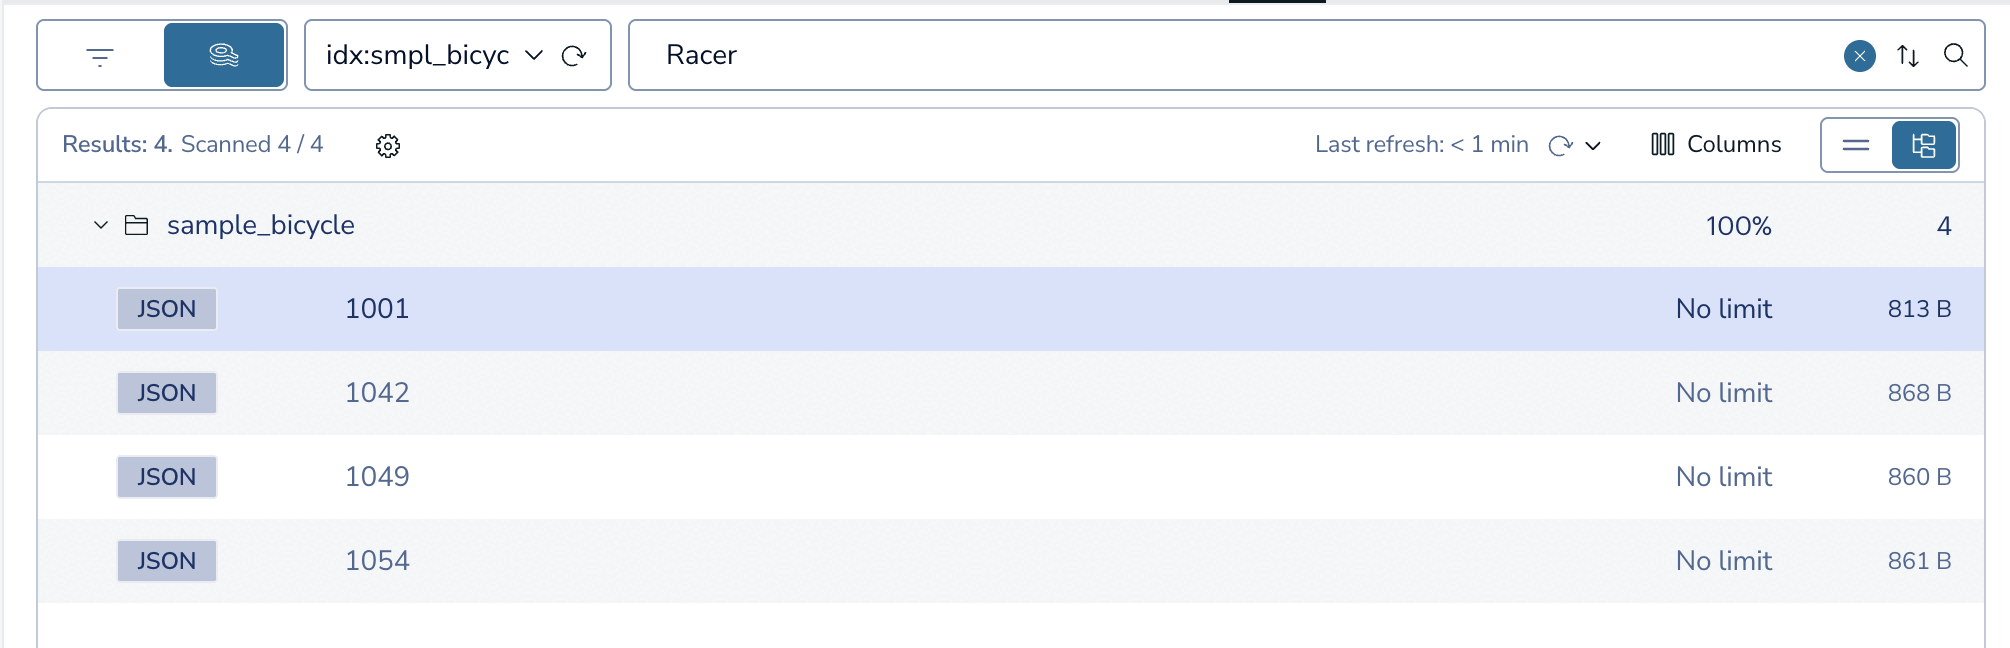 idx:smpl_bicyc Racer
Results: 4. Scanned 4 / 4 Last refresh: < 1 min Columns
sample_bicycle 100% 4
JSON 1001 No limit 813 B
JSON 1042 No limit 868 B
JSON 1049 No limit 860 B
JSON 1054 No limit 861 B